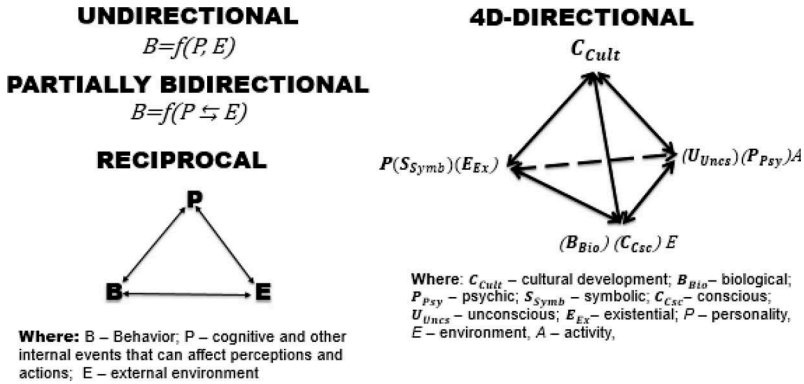 UNDIRECTIONAL
B=f(P, E)
PARTIALLY BIDIRECTIONAL
B=f(P ⇆ E)
RECIPROCAL
P
B
E
Where: B – Behavior; P – cognitive and other
internal events that can affect perceptions and
actions; E – external environment
4D-DIRECTIONAL
C_Cult
P(S_Symb)(E_Ex)
(U_Uncs)(P_Psy)A
(B_Bio)(C_Csc) E
Where: C_Cult – cultural development; B_Bio– biological;
P_Psy – psychic; S_Symb – symbolic; C_Csc– conscious;
U_Uncs – unconscious; E_Ex– existential; P – personality,
E – environment, A – activity,